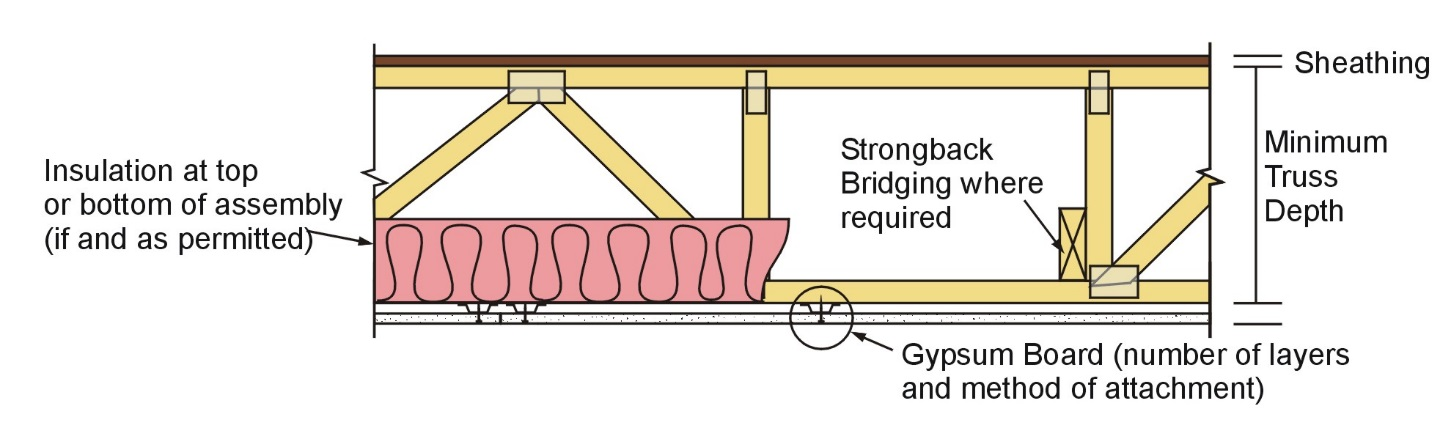 Sheathing
Minimum
Truss
Depth
Strongback
Bridging where
required
Insulation at top
or bottom of assembly
(if and as permitted)
Gypsum Board (number of layers
and method of attachment)